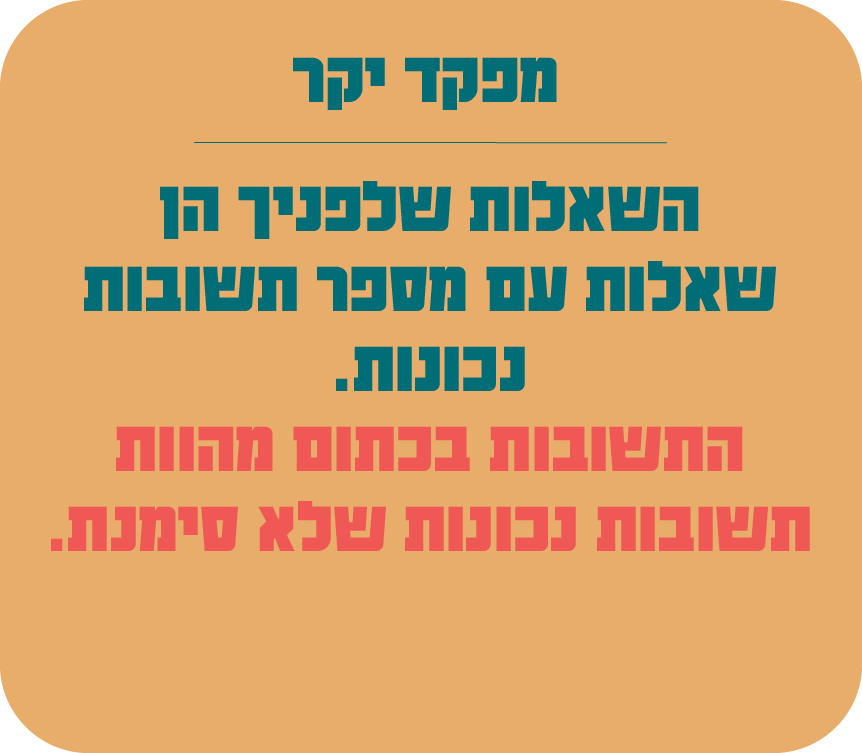 מפקד יקר
השאלות שלפניך הן
שאלות עם מספר תשובות
נכונות.
התשובות בכתום מהוות
תשובות נכונות שלא סימנת.